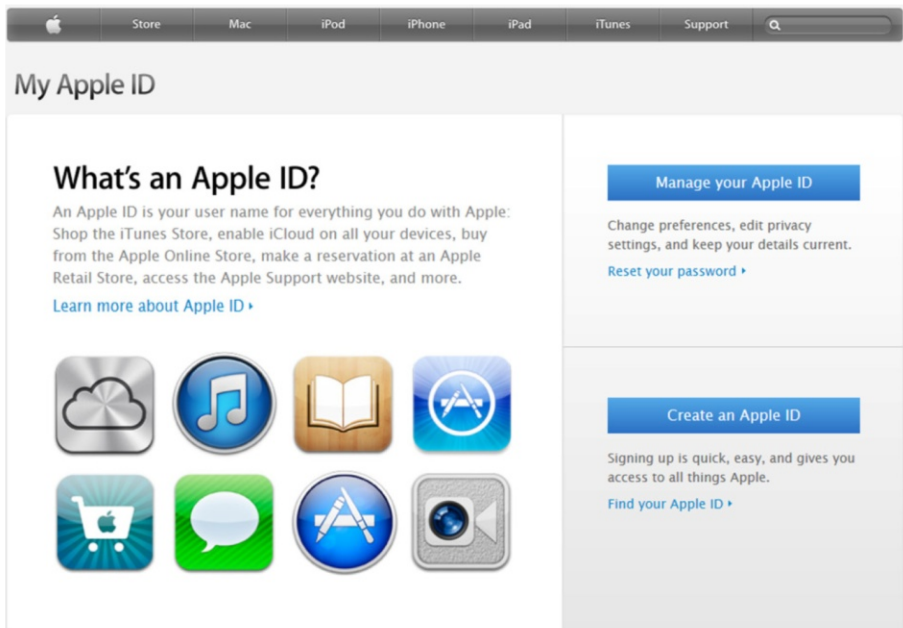 Store Mac iPod iPhone iPad iTunes Support
My Apple ID
What's an Apple ID?
An Apple ID is your user name for everything you do with Apple:
Shop the iTunes Store, enable iCloud on all your devices, buy
from the Apple Online Store, make a reservation at an Apple
Retail Store, access the Apple Support website, and more.
Learn more about Apple ID
Manage your Apple ID
Change preferences, edit privacy
settings, and keep your details current.
Reset your password
Create an Apple ID
Signing up is quick, easy, and gives you
access to all things Apple.
Find your Apple ID